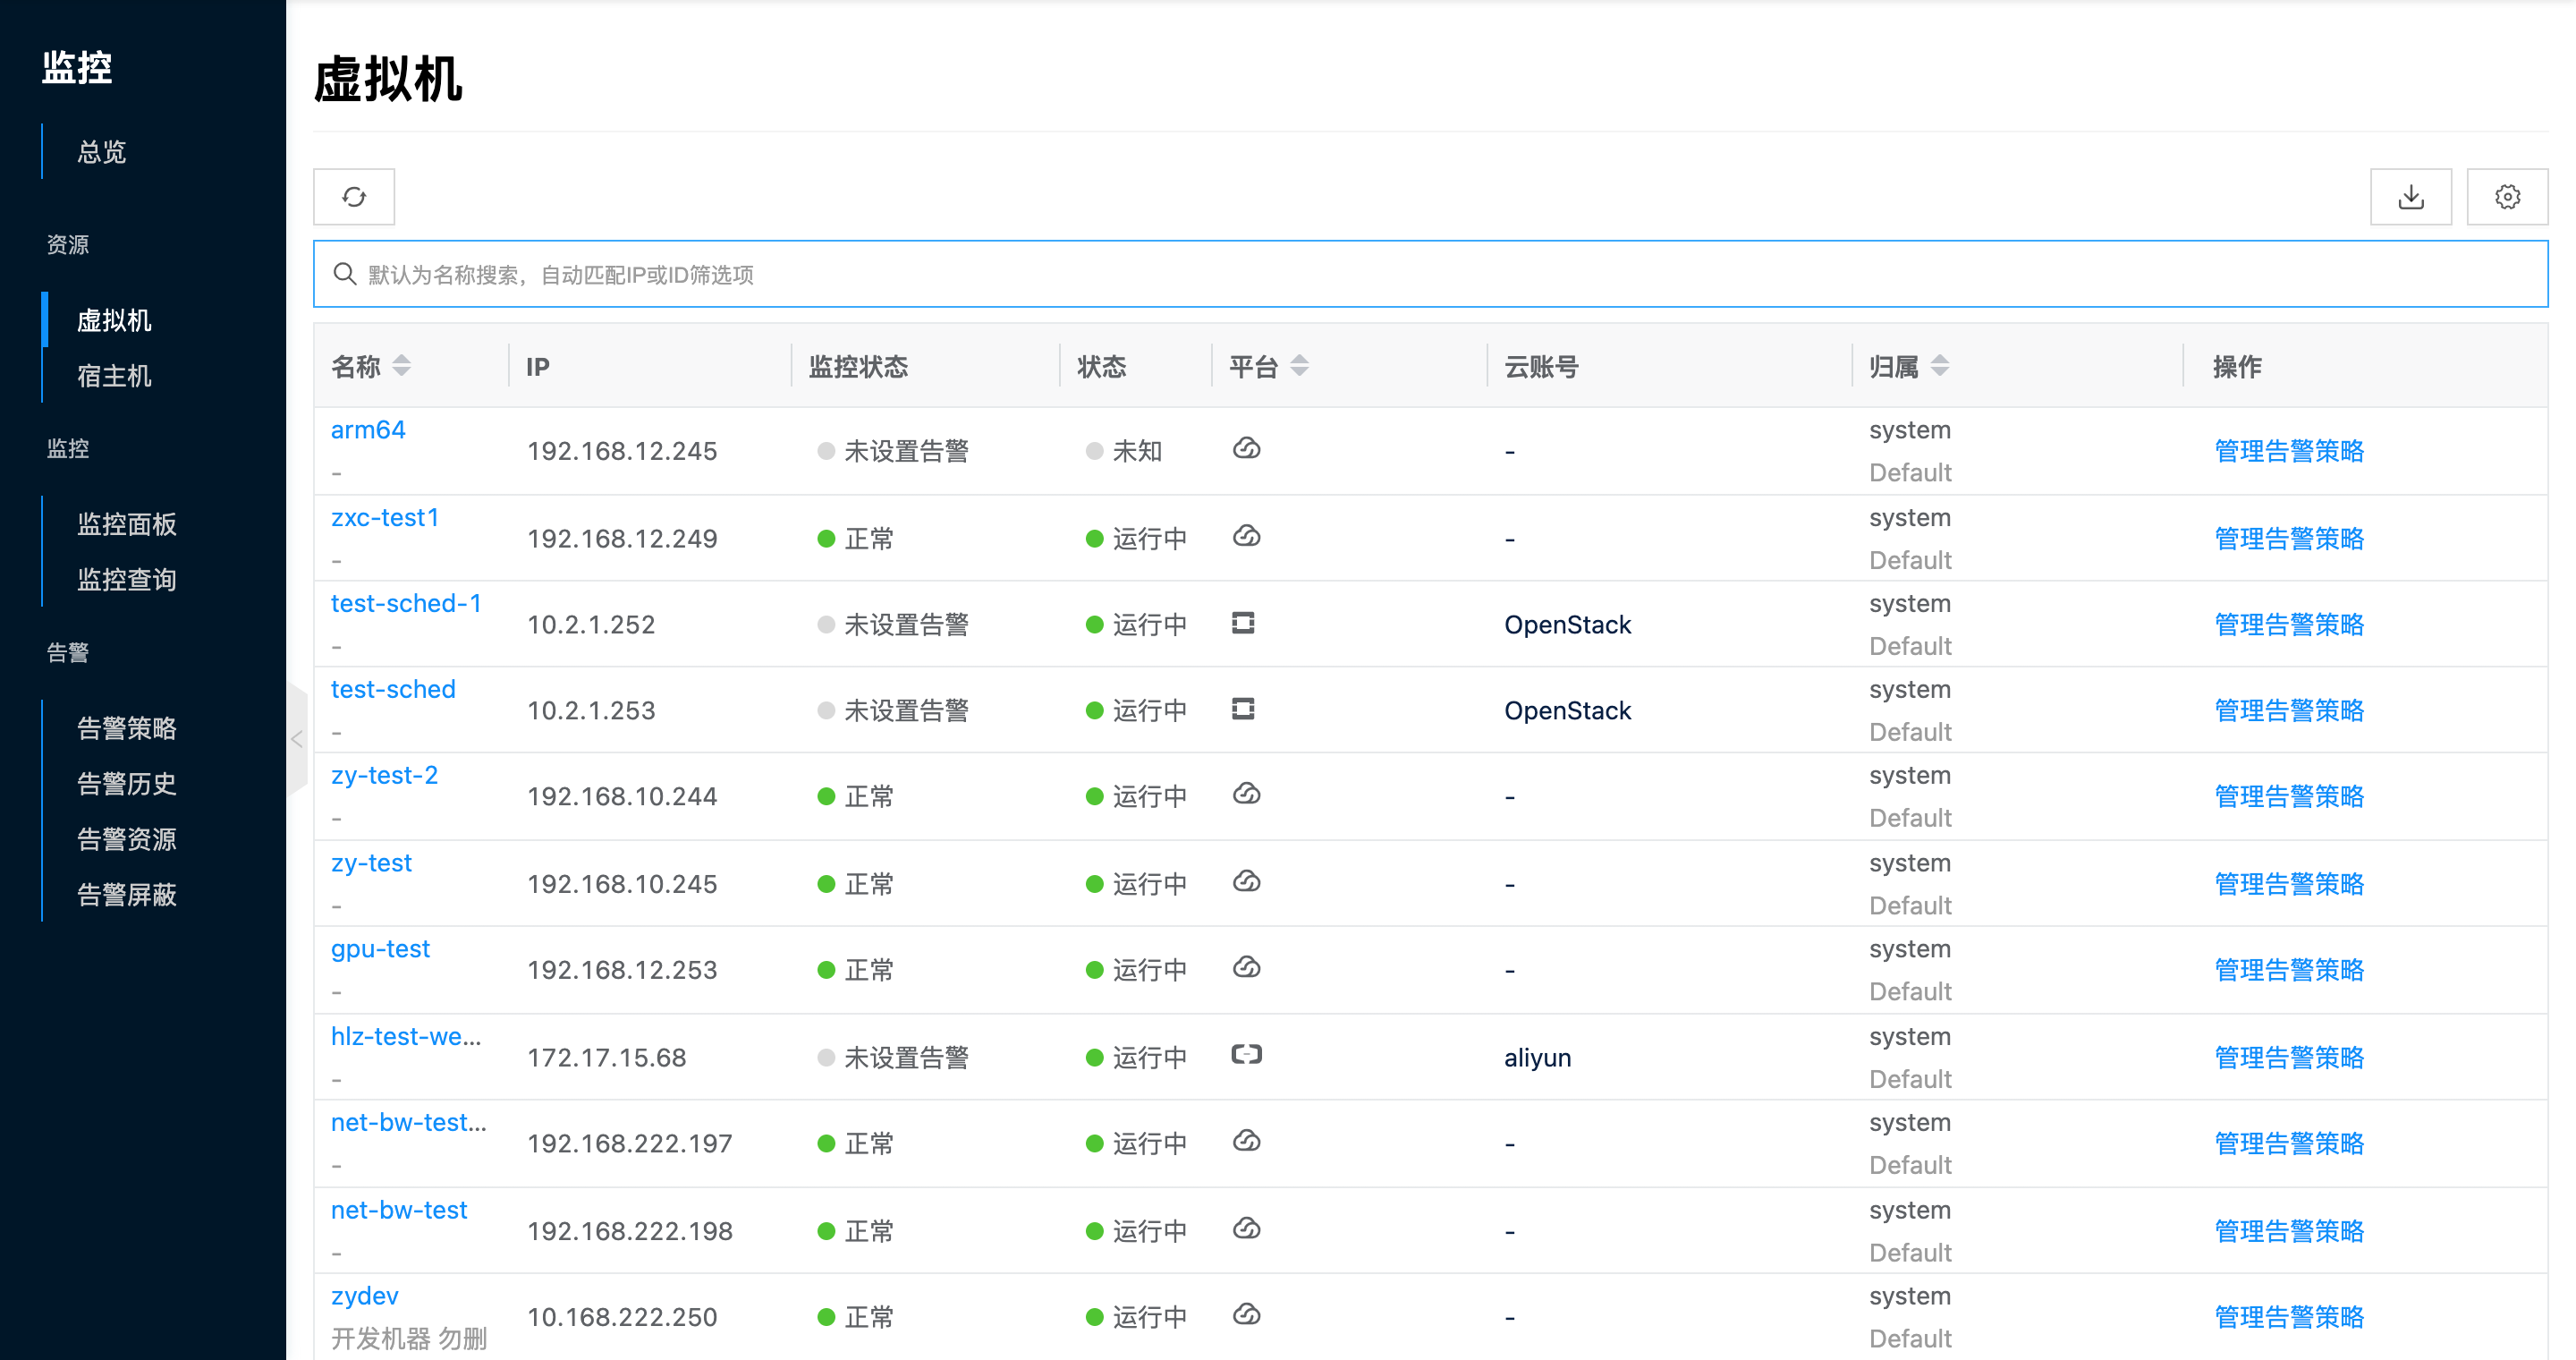 监控
总览
资源
虚拟机
宿主机
监控
监控面板
监控查询
告警
告警策略
告警历史
告警资源
告警屏蔽
虚拟机
默认为名称搜索，自动匹配IP或ID筛选项
名称 IP 监控状态 状态 平台 云账号 归属 操作
arm64
192.168.12.245 未设置告警 未知 - system 管理告警策略
- Default
zxc-test1
192.168.12.249 正常 运行中 - system 管理告警策略
- Default
test-sched-1
10.2.1.252 未设置告警 运行中 OpenStack system 管理告警策略
- Default
test-sched
10.2.1.253 未设置告警 运行中 OpenStack system 管理告警策略
- Default
zy-test-2
192.168.10.244 正常 运行中 - system 管理告警策略
- Default
zy-test
192.168.10.245 正常 运行中 - system 管理告警策略
- Default
gpu-test
192.168.12.253 正常 运行中 - system 管理告警策略
- Default
hlz-test-we...
172.17.15.68 未设置告警 运行中 aliyun system 管理告警策略
- Default
net-bw-test...
192.168.222.197 正常 运行中 - system 管理告警策略
- Default
net-bw-test
192.168.222.198 正常 运行中 - system 管理告警策略
- Default
zydev
10.168.222.250 正常 运行中 - system 管理告警策略
开发机器 勿删 Default